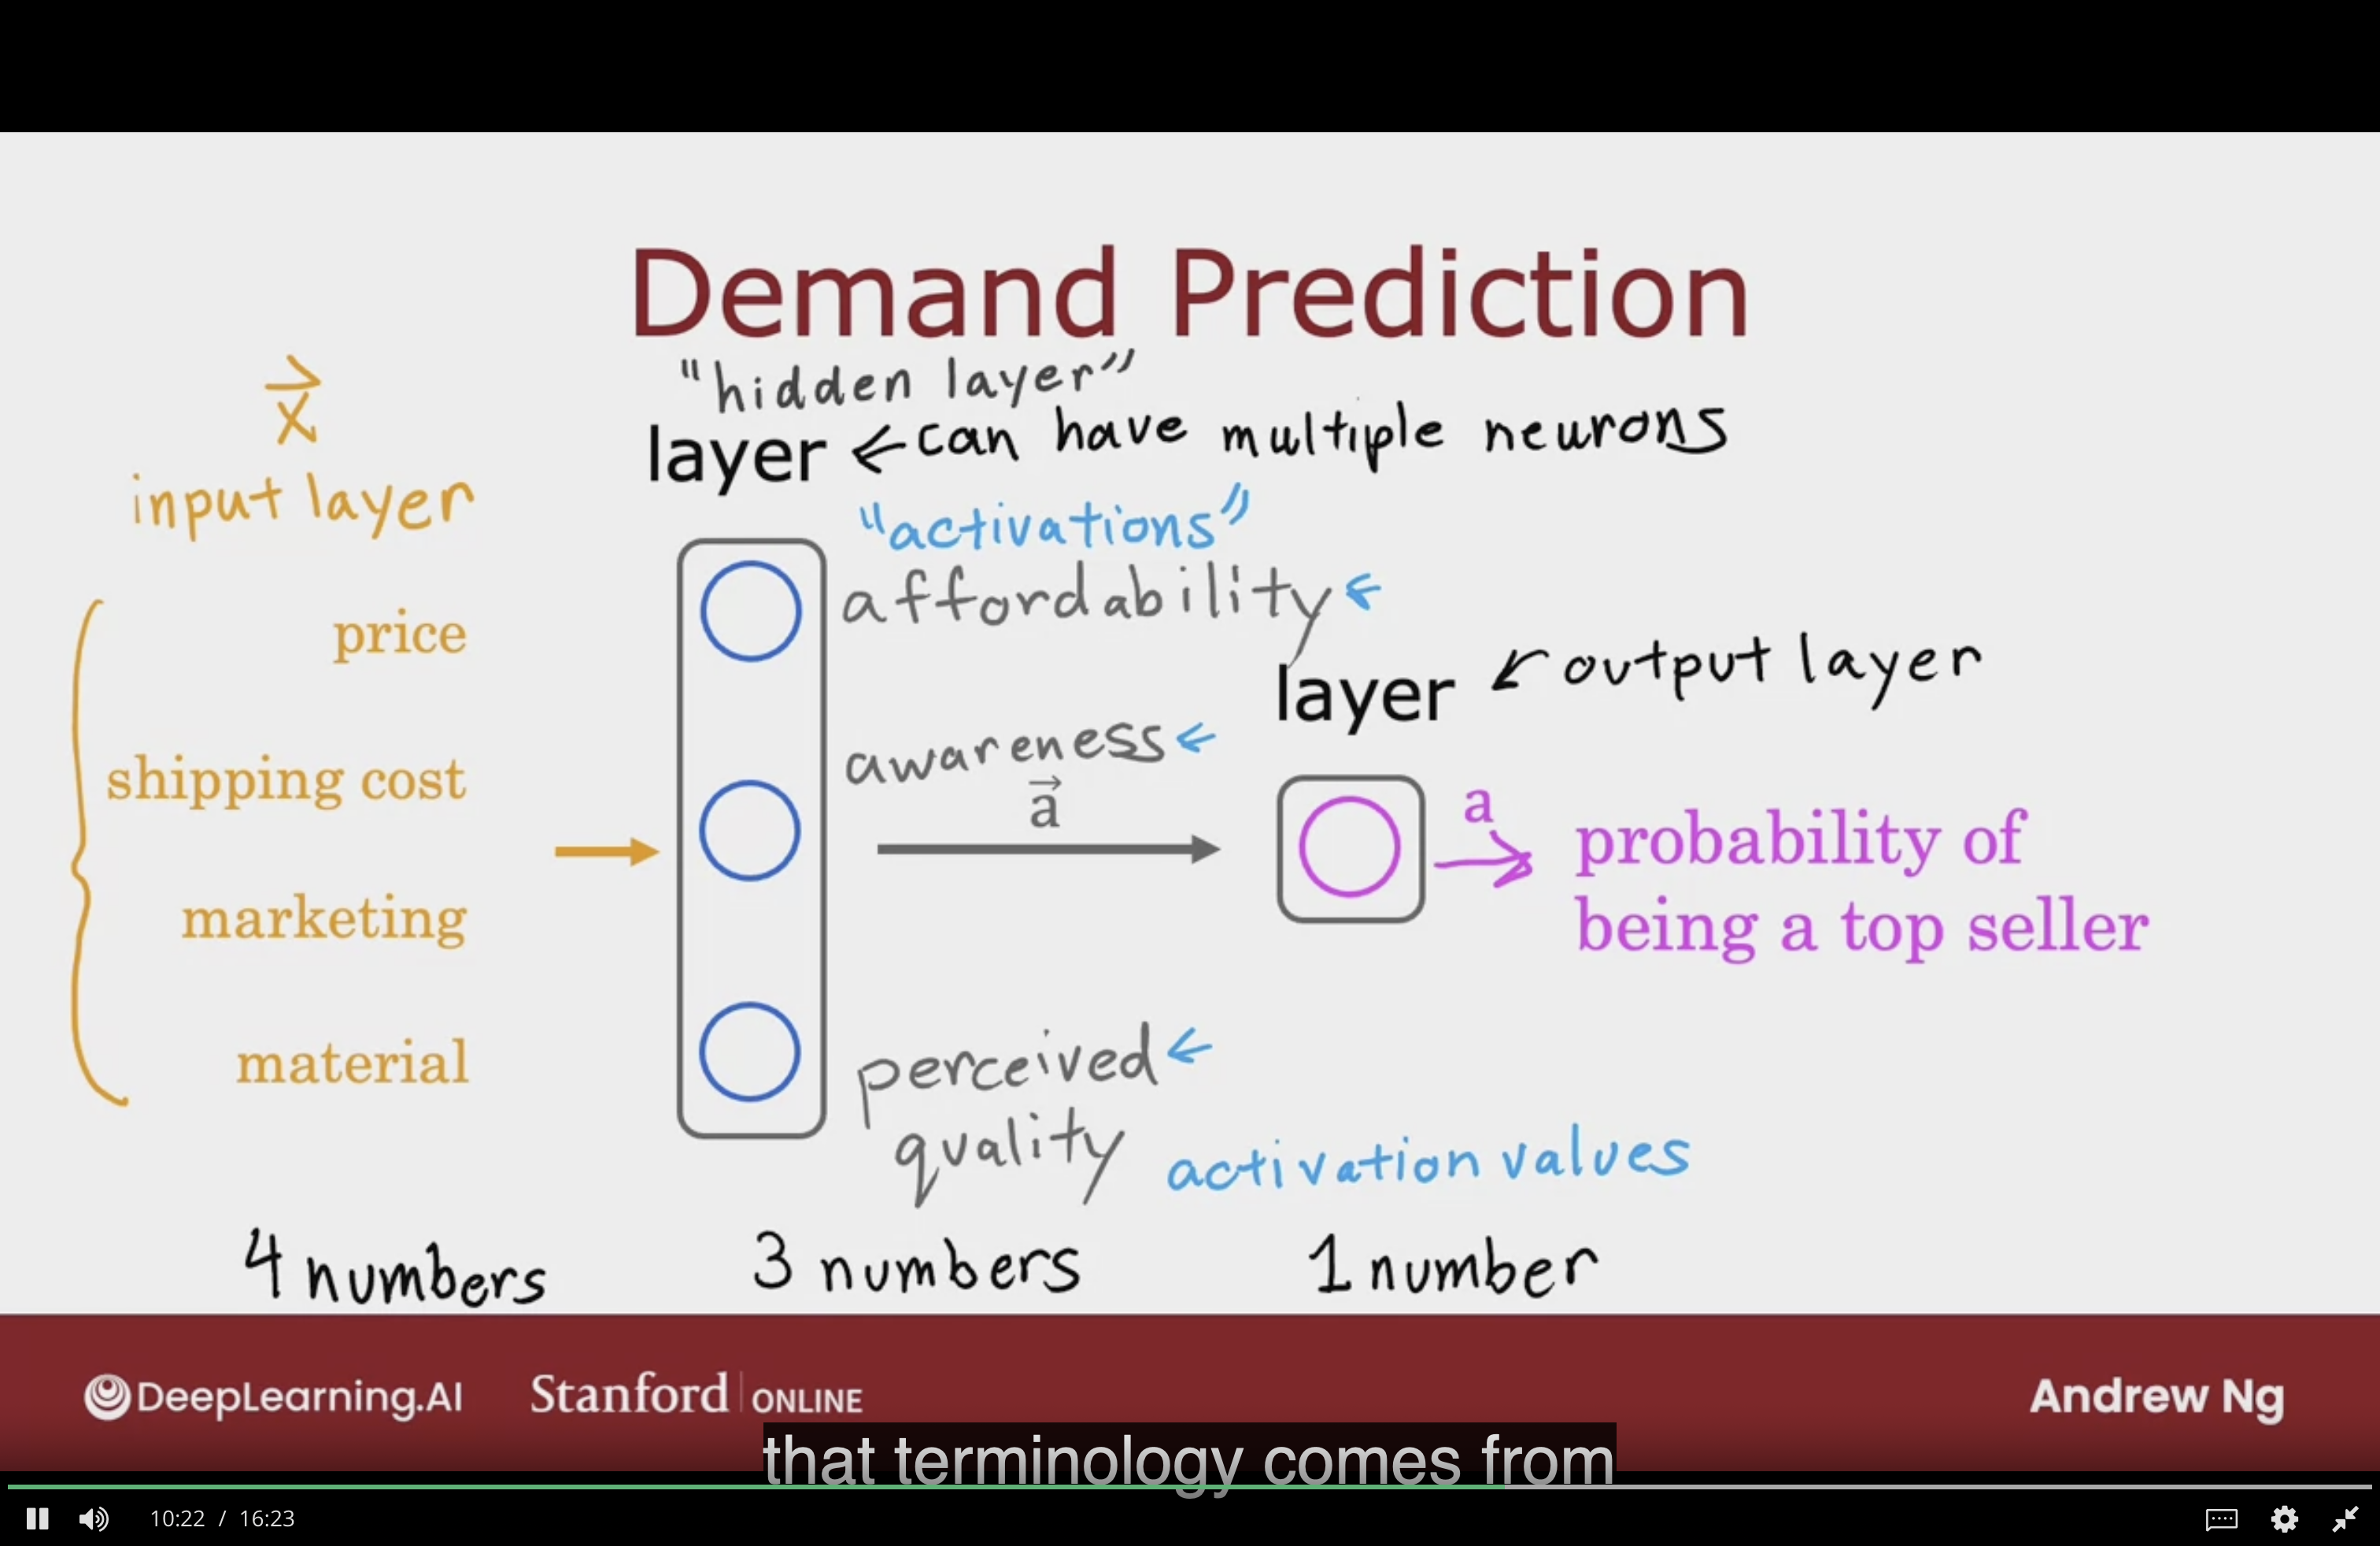 Demand Prediction
"hidden layer"
x
layer ← can have multiple neurons
input layer
"activations"
affordability ←
price
layer ← output layer
awareness ←
shipping cost
a
a
probability of
being a top seller
marketing
perceived ←
material
quality
activation values
4 numbers
3 numbers
1 number
DeepLearning.AI
Stanford | ONLINE
Andrew Ng
that terminology comes from
10:22 / 16:23